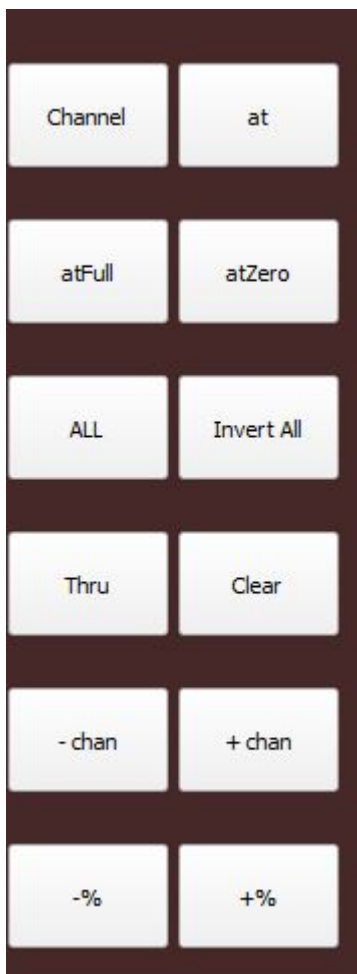 Channel
at
atFull
atZero
ALL
Invert All
Thru
Clear
- chan
+ chan
-%
+%